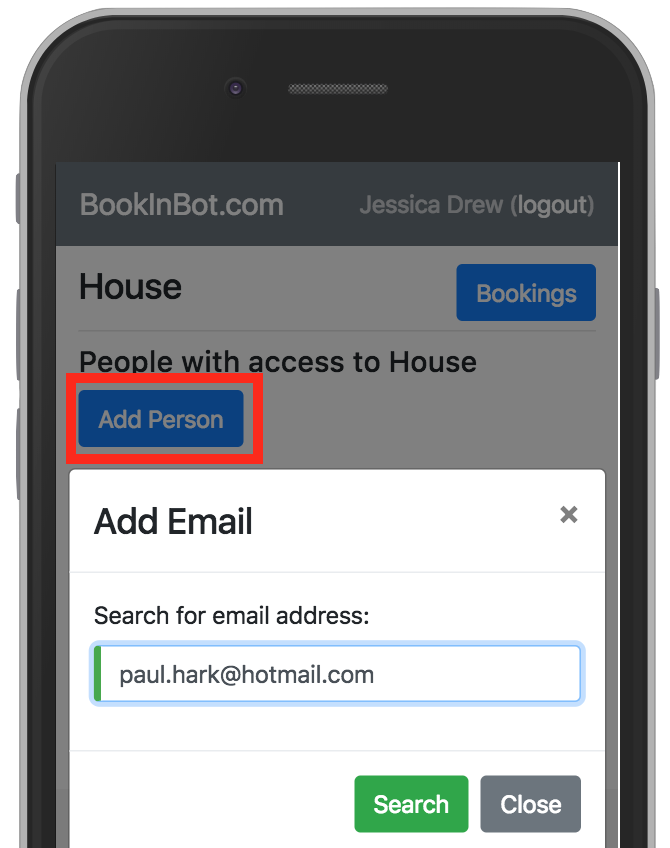 BookInBot.com Jessica Drew (logout)
House Bookings
People with access to House
Add Person
Add Email ×
Search for email address:
paul.hark@hotmail.com
Search Close